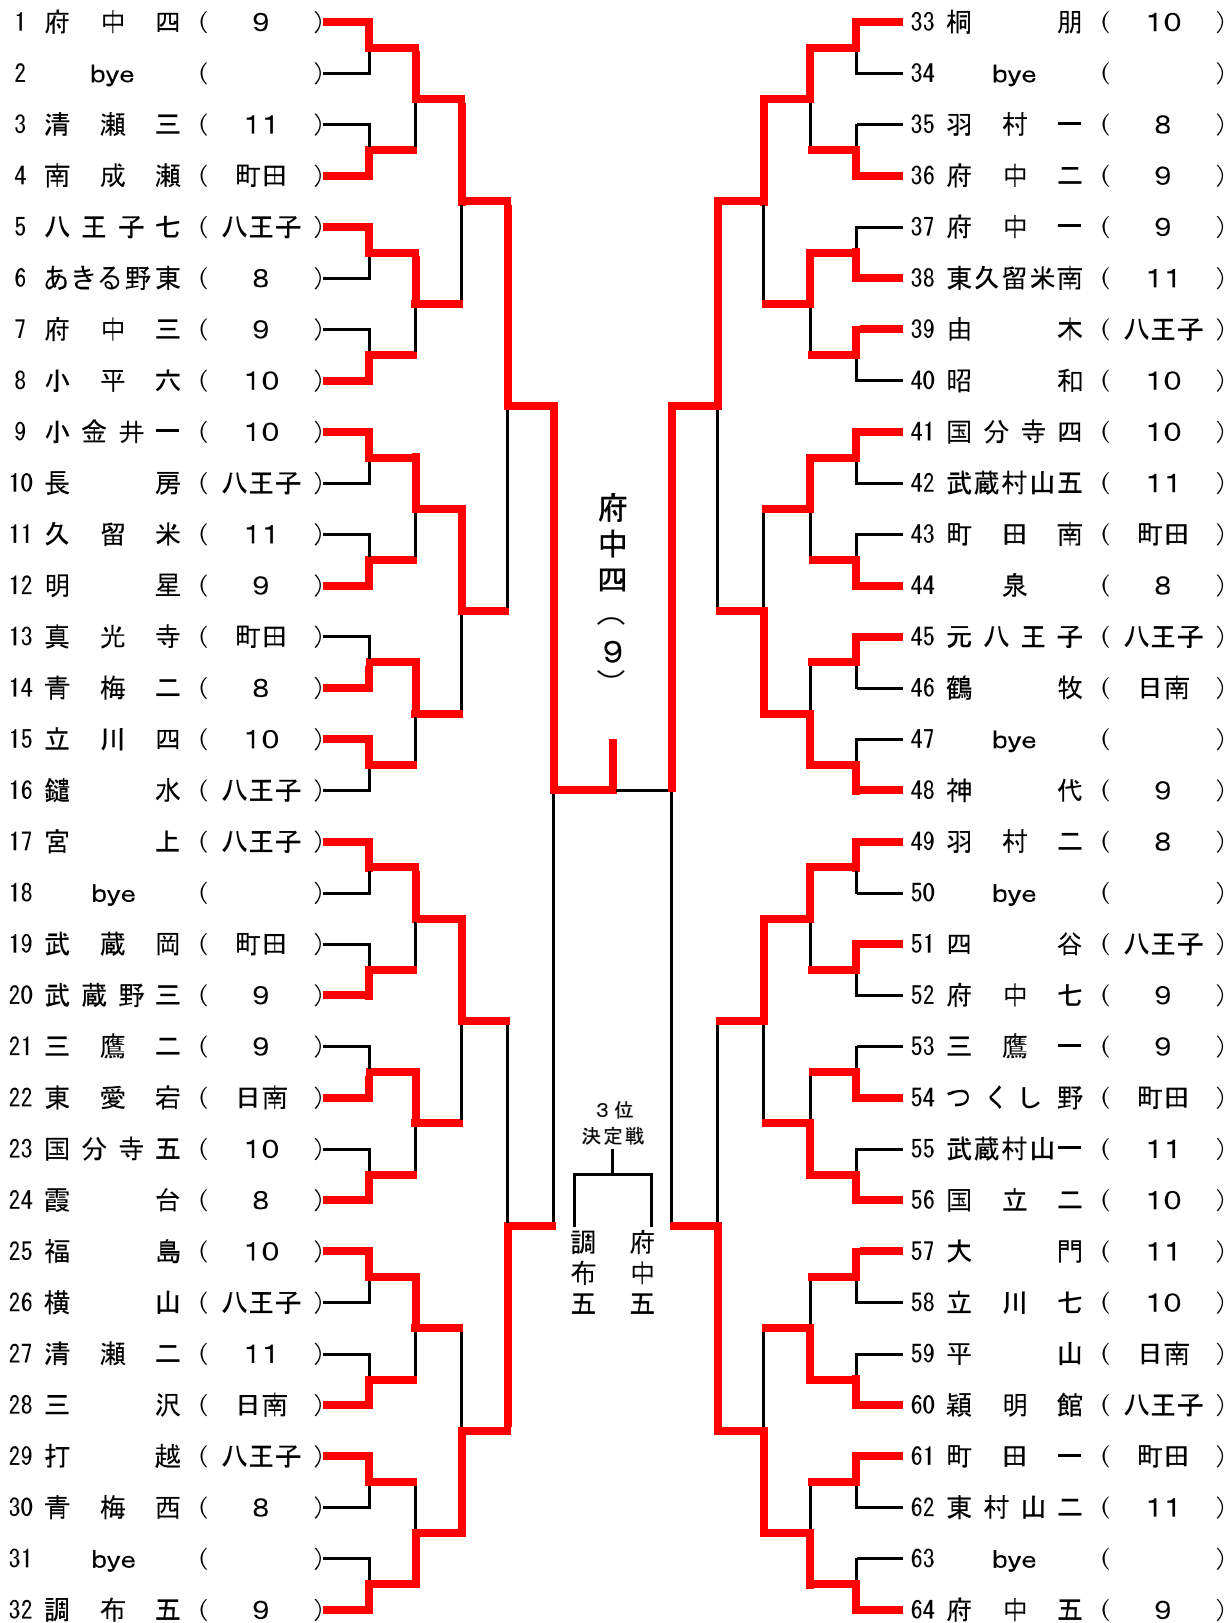 1 府中四 ( 9 )
2 bye ( )
3 清瀬三 ( 11 )
4 南成瀬 ( 町田 )
5 八王子七 ( 八王子 )
6 あきる野東 ( 8 )
7 府中三 ( 9 )
8 小平六 ( 10 )
9 小金井一 ( 10 )
10 長房 ( 八王子 )
11 久留米 ( 11 )
12 明星 ( 9 )
13 真光寺 ( 町田 )
14 青梅二 ( 8 )
15 立川四 ( 10 )
16 鑓水 ( 八王子 )
17 宮上 ( 八王子 )
18 bye ( )
19 武蔵岡 ( 町田 )
20 武蔵野三 ( 9 )
21 三鷹二 ( 9 )
22 東愛宕 ( 日南 )
23 国分寺五 ( 10 )
24 霞台 ( 8 )
25 福島 ( 10 )
26 横山 ( 八王子 )
27 清瀬二 ( 11 )
28 三沢 ( 日南 )
29 打越 ( 八王子 )
30 青梅西 ( 8 )
31 bye ( )
32 調布五 ( 9 )
府中四(9)
3位
決定戦
調布五
府中五
33 桐朋 ( 10 )
34 bye ( )
35 羽村一 ( 8 )
36 府中二 ( 9 )
37 府中一 ( 9 )
38 東久留米南 ( 11 )
39 由木 ( 八王子 )
40 昭和 ( 10 )
41 国分寺四 ( 10 )
42 武蔵村山五 ( 11 )
43 町田南 ( 町田 )
44 泉 ( 8 )
45 元八王子 ( 八王子 )
46 鶴牧 ( 日南 )
47 bye ( )
48 神代 ( 9 )
49 羽村二 ( 8 )
50 bye ( )
51 四谷 ( 八王子 )
52 府中七 ( 9 )
53 三鷹一 ( 9 )
54 つくし野 ( 町田 )
55 武蔵村山一 ( 11 )
56 国立二 ( 10 )
57 大門 ( 11 )
58 立川七 ( 10 )
59 平山 ( 日南 )
60 穎明館 ( 八王子 )
61 町田一 ( 町田 )
62 東村山二 ( 11 )
63 bye ( )
64 府中五 ( 9 )